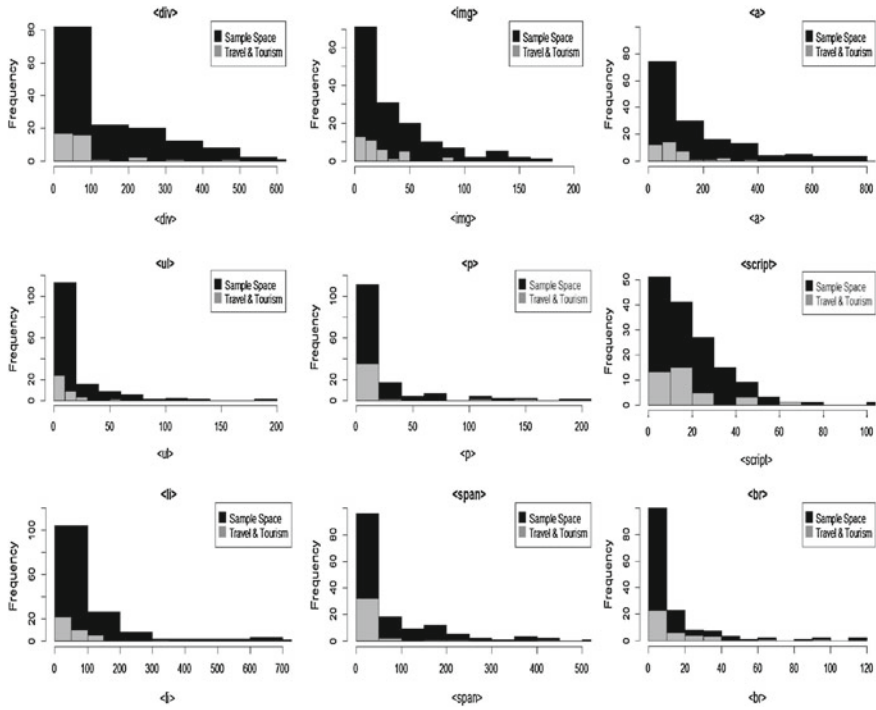 <div>
Frequency
0 20 40 60 80
Sample Space
Travel & Tourism
0 100 200 300 400 500 600
<div>
<img>
Frequency
0 20 40 60
Sample Space
Travel & Tourism
0 50 100 150 200
<img>
<a>
Frequency
0 20 40 60 80
Sample Space
Travel & Tourism
0 200 400 600 800
<a>
<ul>
Frequency
0 20 60 100
Sample Space
Travel & Tourism
0 50 100 150 200
<ul>
<p>
Frequency
0 20 60 100
Sample Space
Travel & Tourism
0 50 100 150 200
<p>
<script>
Frequency
0 10 20 30 40 50
Sample Space
Travel & Tourism
0 20 40 60 80 100
<script>
<li>
Frequency
0 20 60 100
Sample Space
Travel & Tourism
0 100 200 300 400 500 600 700
<li>
<span>
Frequency
0 20 40 60 80
Sample Space
Travel & Tourism
0 100 200 300 400 500
<span>
<br>
Frequency
0 20 40 60 80
Sample Space
Travel & Tourism
0 20 40 60 80 100 120
<br>